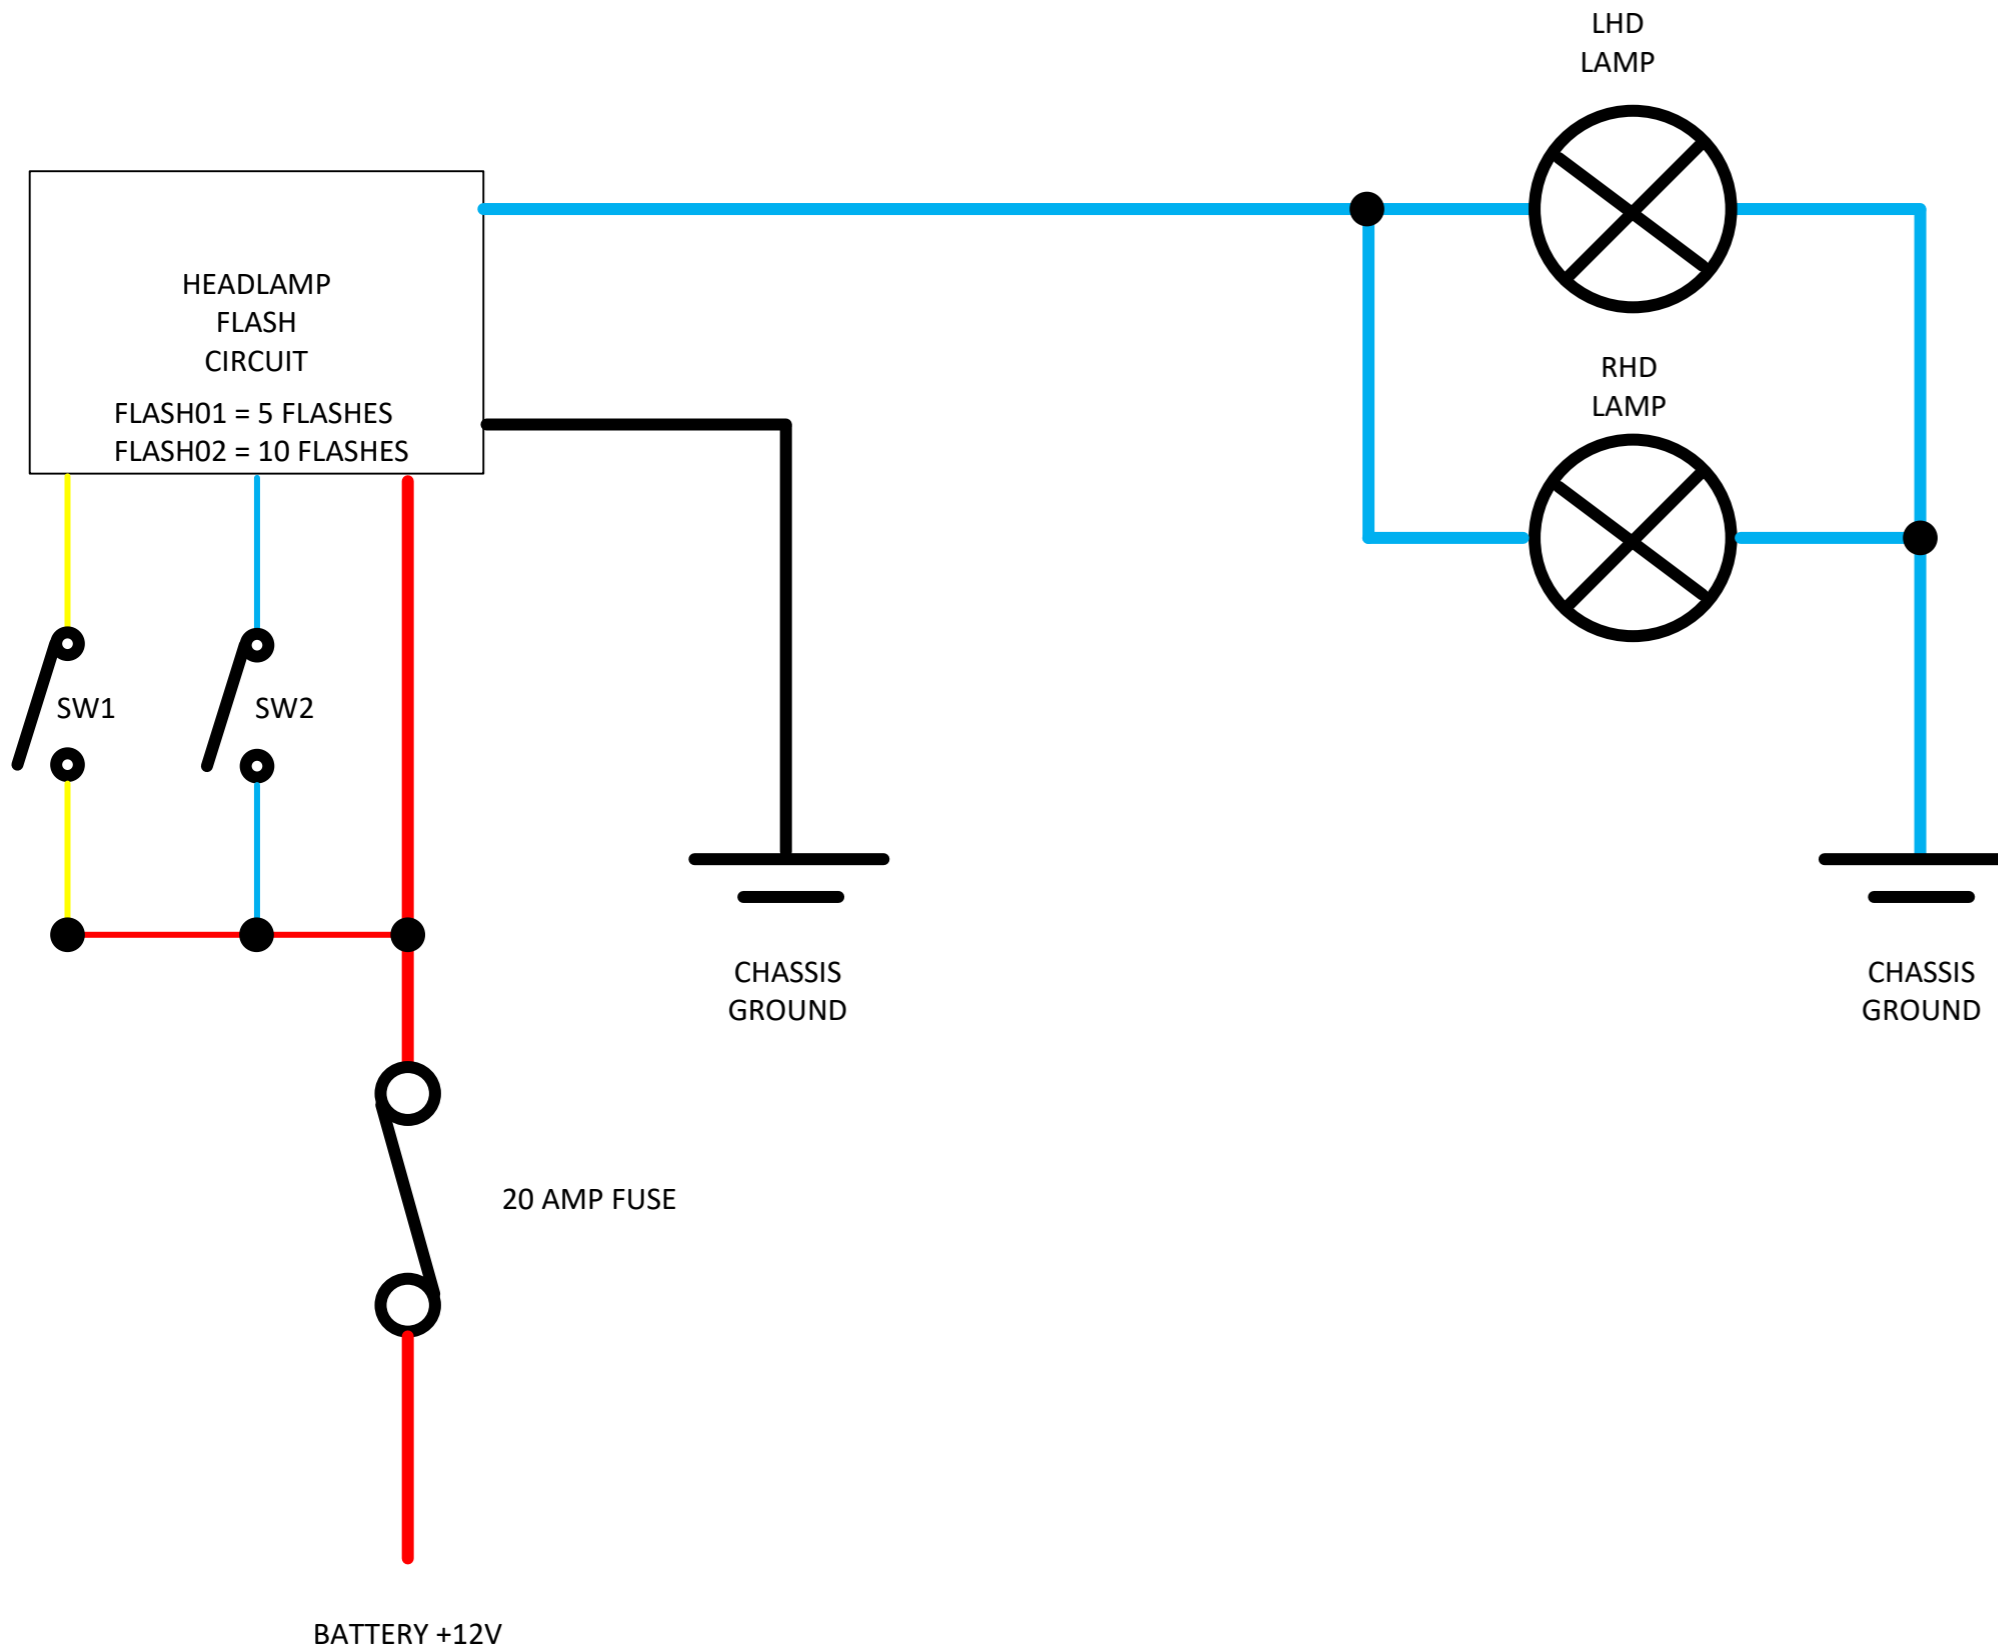 LHD
LAMP
HEADLAMP
FLASH
CIRCUIT
FLASH01 = 5 FLASHES
FLASH02 = 10 FLASHES
RHD
LAMP
SW1
SW2
CHASSIS
GROUND
CHASSIS
GROUND
20 AMP FUSE
BATTERY +12V